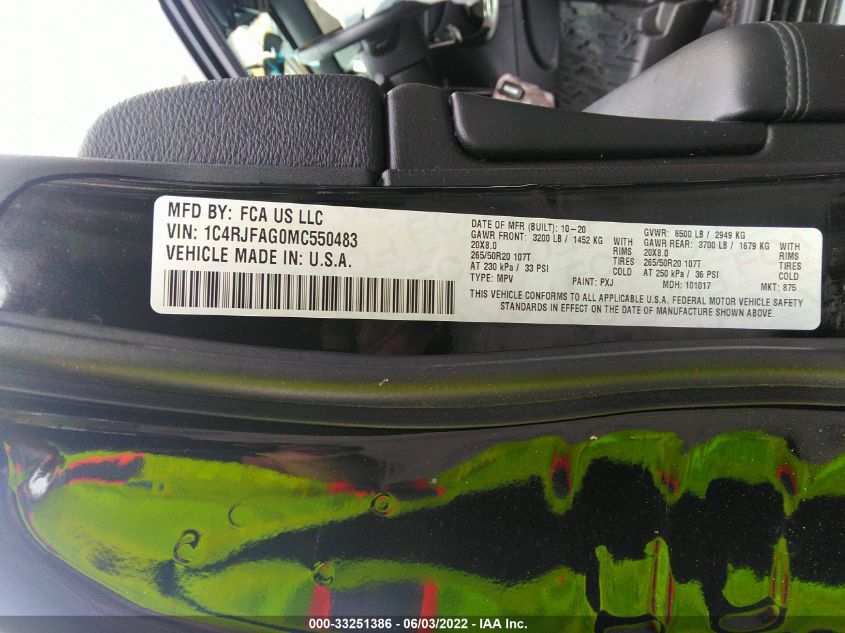 MFD BY: FCA US LLC
VIN: 1C4RJFAG0MC550483
VEHICLE MADE IN: U.S.A.
DATE OF MFR (BUILT): 10-20
GAWR FRONT: 3200 LB / 1452 KG
20X8.0 RIMS
265/50R20 107T TIRES
AT 230 kPa / 33 PSI COLD
TYPE: MPV PAINT: PXJ
GVWR: 6500 LB / 2949 KG
GAWR REAR: 3700 LB / 1679 KG
20X8.0 RIMS
265/50R20 107T TIRES
AT 250 kPa / 36 PSI COLD
MDH: 101017 MKT: 875
THIS VEHICLE CONFORMS TO ALL APPLICABLE U.S.A. FEDERAL MOTOR VEHICLE SAFETY
STANDARDS IN EFFECT ON THE DATE OF MANUFACTURE SHOWN ABOVE
000-33251386 - 06/03/2022 - IAA Inc.